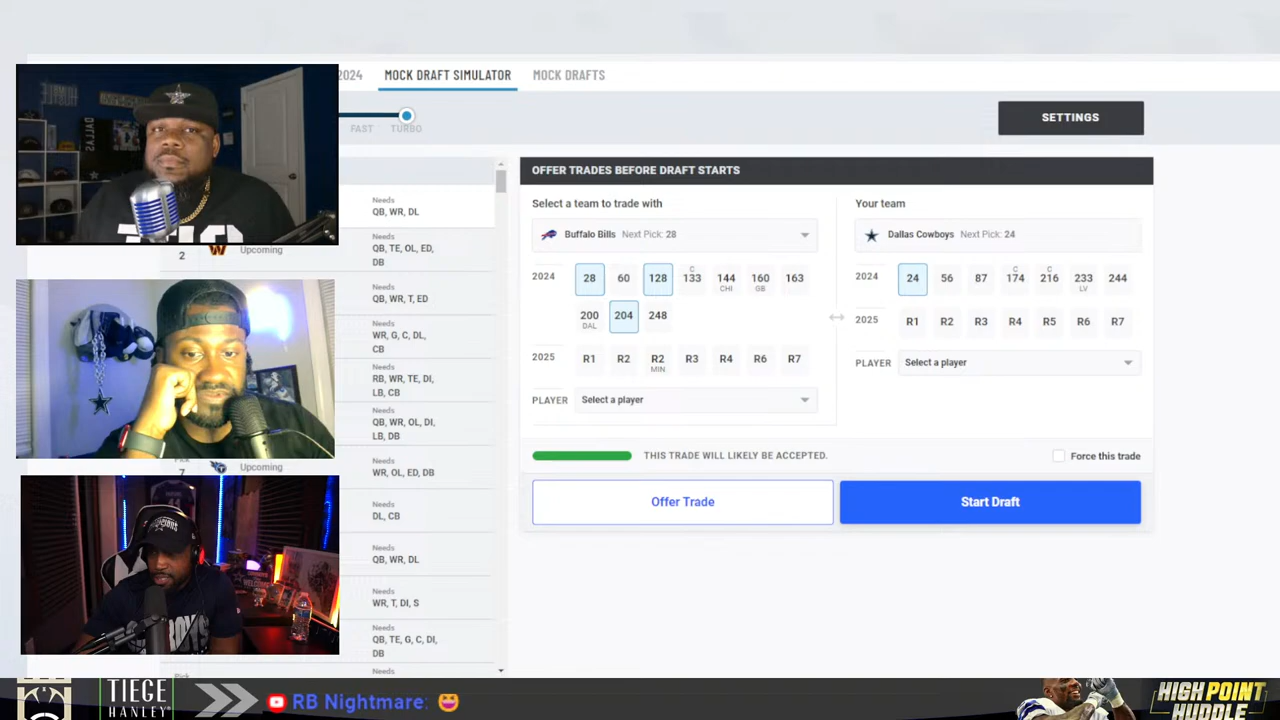 2024
MOCK DRAFT SIMULATOR
MOCK DRAFTS
FAST
TURBO
SETTINGS
OFFER TRADES BEFORE DRAFT STARTS
Select a team to trade with
Buffalo Bills Next Pick: 28
2024
28 60 128 C 133 144 CHI 160 GB 163
200 DAL 204 248
2025
R1 R2 R2 MIN. R3 R4 R6 R7
PLAYER Select a player
Your team
Dallas Cowboys Next Pick: 24
2024
24 56 87 C 174 C 216 233 LV 244
2025
R1 R2 R3 R4 R5 R6 R7
PLAYER Select a player
THIS TRADE WILL LIKELY BE ACCEPTED.
Force this trade
Offer Trade
Start Draft
Needs
QB, WR, DL
2
Upcoming
Needs
QB, TE, OL, ED,
DB
Needs
QB, WR, T, ED
Needs
WR, G, C, DL,
CB
Needs
RB, WR, TE, DI,
LB, CB
Needs
QB, WR, OL, DI,
LB, DB
7
Upcoming
Needs
WR, OL, ED, DB
Needs
DL, CB
Needs
QB, WR, DL
Needs
WR, T, DI, S
Needs
QB, TE, G, C, DI,
DB
Pick
Needs
DALLAS
TIEGE
HANLEY
RB Nightmare:
HIGH POINT
HUDDLE